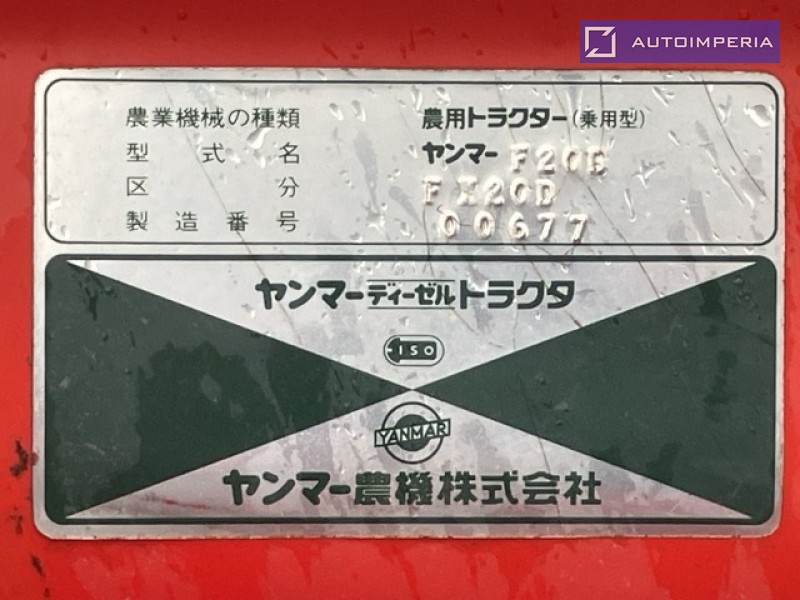 AUTOIMPERIA
農業機械の種類 農用トラクター(乗用型)
型式名 ヤンマー F20D
区分 FX20D
製造番号 00677
ヤンマーディーゼルトラクタ
ISO
YANMAR
ヤンマー農機株式会社